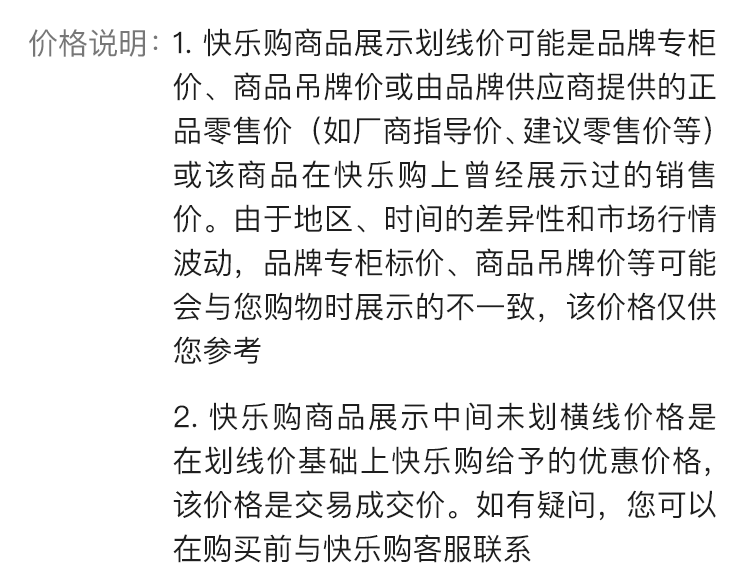 价格说明：1. 快乐购商品展示划线价可能是品牌专柜
价、商品吊牌价或由品牌供应商提供的正
品零售价（如厂商指导价、建议零售价等）
或该商品在快乐购上曾经展示过的销售
价。由于地区、时间的差异性和市场行情
波动，品牌专柜标价、商品吊牌价等可能
会与您购物时展示的不一致，该价格仅供
您参考
2. 快乐购商品展示中间未划横线价格是
在划线价基础上快乐购给予的优惠价格，
该价格是交易成交价。如有疑问，您可以
在购买前与快乐购客服联系